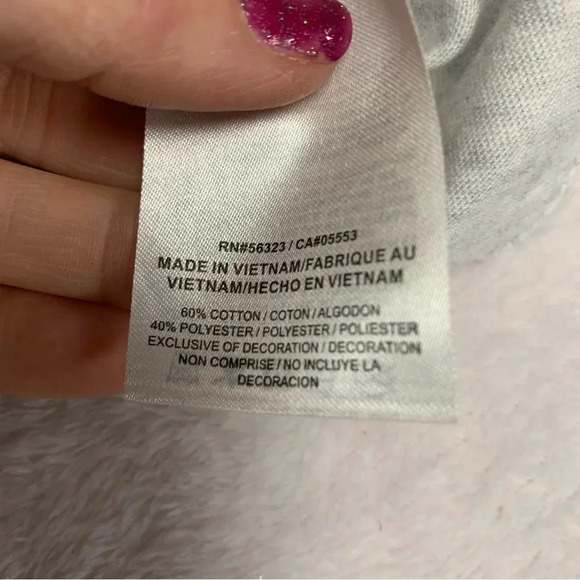 RN#56323 / CA#05553
MADE IN VIETNAM/FABRIQUE AU
VIETNAM/HECHO EN VIETNAM
60% COTTON / COTON / ALGODON
40% POLYESTER / POLYESTER / POLIESTER
EXCLUSIVE OF DECORATION / DECORATION
NON COMPRISE / NO INCLUYE LA
DECORACION